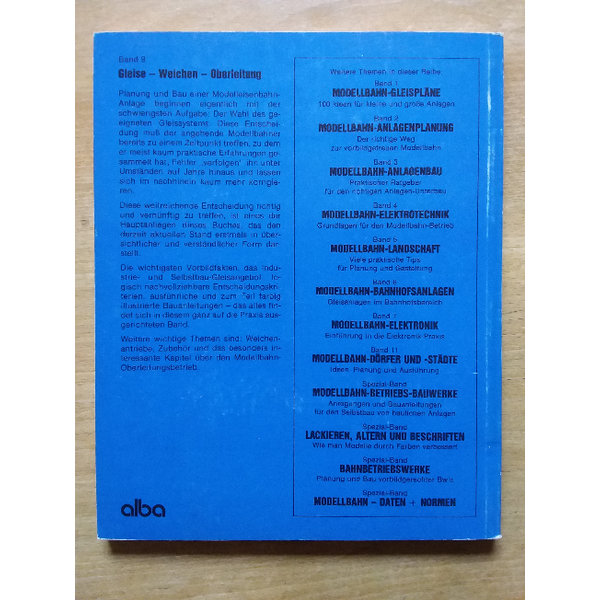 Band 9
Gleise – Weichen – Oberleitung
Planung und Bau einer Modelleisenbahn-
Anlage beginnen eigentlich mit der
schwierigsten Aufgabe: Der Wahl des ge-
eigneten Gleissystems. Diese Entschei-
dung muß der angehende Modellbahner
bereits zu einem Zeitpunkt treffen, zu dem
er meist kaum praktische Erfahrungen ge-
sammelt hat. Fehler „verfolgen" ihn unter
Umständen auf Jahre hinaus und lassen
sich im nachhinein kaum mehr korrigie-
ren.
Diese weitreichende Entscheidung richtig
und vernünftig zu treffen, ist eines der
Hauptanliegen dieses Buches, das den
derzeit aktuellen Stand erstmals in über-
sichtlicher und verständlicher Form dar-
stellt.
Die wichtigsten Vorbildfakten, das Indu-
strie- und Selbstbau-Gleisangebot, lo-
gisch nachvollziehbare Entscheidungskri-
terien, ausführliche und zum Teil farbig
illustrierte Bauanleitungen – das alles fin-
det sich in diesem ganz auf die Praxis aus-
gerichteten Band.
Weitere wichtige Themen sind: Weichen-
antriebe, Zubehör und das besonders in-
teressante Kapitel über den Modellbahn-
Oberleitungsbetrieb.
alba
Weitere Themen in dieser Reihe:
Band 1
MODELLBAHN-GLEISPLÄNE
100 Ideen für kleine und große Anlagen
Band 2
MODELLBAHN-ANLAGENPLANUNG
Der richtige Weg
zur vorbildgetreuen Modellbahn
Band 3
MODELLBAHN-ANLAGENBAU
Praktischer Ratgeber
für den richtigen Anlagen-Unterbau
Band 4
MODELLBAHN-ELEKTROTECHNIK
Grundlagen für den Modellbahn-Betrieb
Band 5
MODELLBAHN-LANDSCHAFT
Viele praktische Tips
für Planung und Gestaltung
Band 6
MODELLBAHN-BAHNHOFSANLAGEN
Gleisanlagen im Bahnhofsbereich
Band 7
MODELLBAHN-ELEKTRONIK
Einführung in die Elektronik-Praxis
Band 11
MODELLBAHN-DÖRFER UND -STÄDTE
Ideen, Planung und Ausführung
Spezial-Band
MODELLBAHN-BETRIEBS-BAUWERKE
Anregungen und Bauanleitungen
für den Selbstbau von baulichen Anlagen
Spezial-Band
LACKIEREN, ALTERN UND BESCHRIFTEN
Wie man Modelle durch Farben verbessert
Spezial-Band
BAHNBETRIEBSWERKE
Planung und Bau vorbildgerechter Bw's
Spezial-Band
MODELLBAHN – DATEN + NORMEN